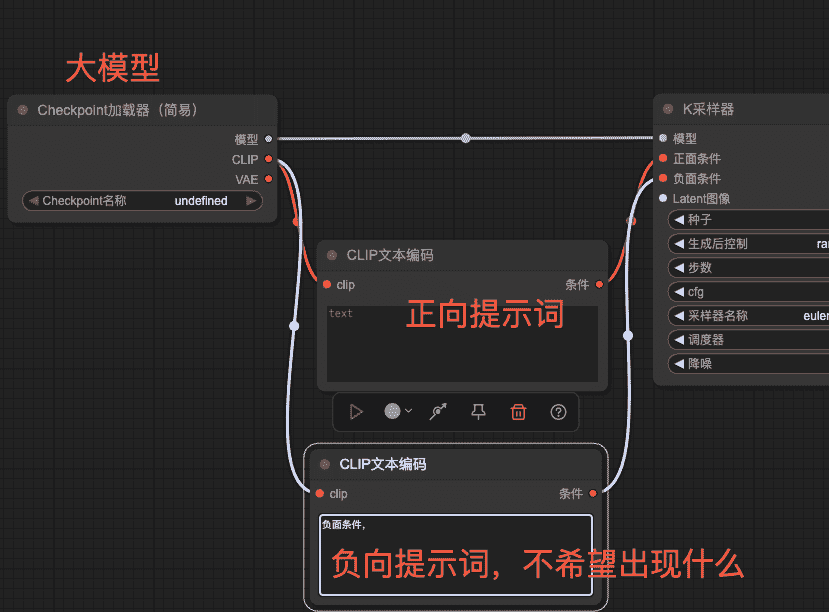 大模型
Checkpoint加载器（简易）
模型
CLIP
VAE
Checkpoint名称 undefined
K采样器
模型
正面条件
负面条件
Latent图像
种子
生成后控制
步数
cfg
采样器名称 euler
调度器
降噪
CLIP文本编码
clip 条件
text
正向提示词
CLIP文本编码
clip 条件
负面条件，
负向提示词，不希望出现什么